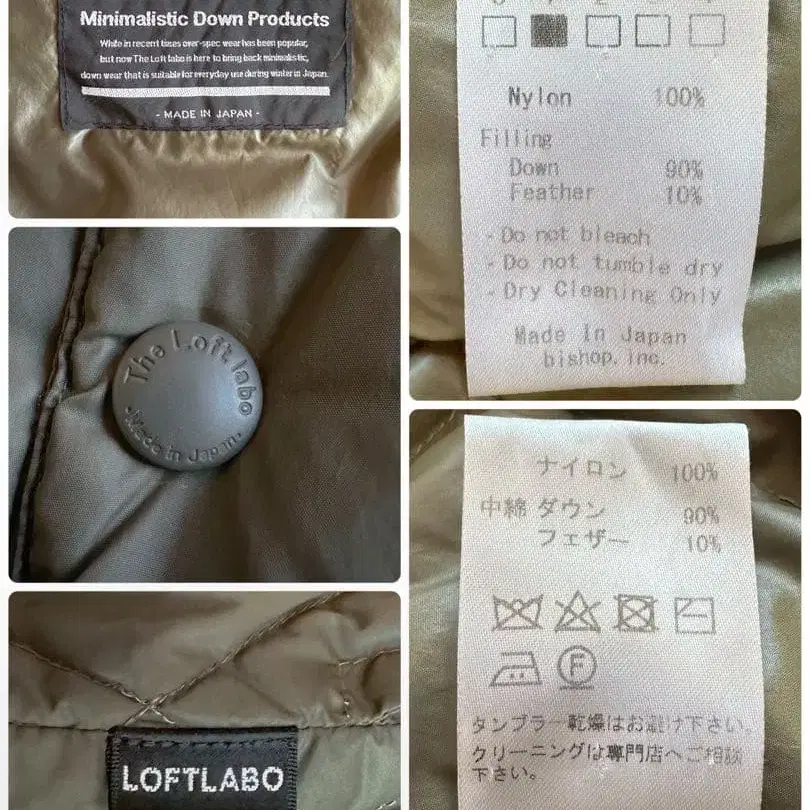 Minimalistic Down Products
While in recent times over-spec wear has been popular,
but now The Loft labo is here to bring back minimalistic,
down wear that is suitable for everyday use during winter in Japan.
- MADE IN JAPAN -
The Loft labo
・Made in Japan・
LOFTLABO
Nylon 100%
Filling
Down 90%
Feather 10%
- Do not bleach
- Do not tumble dry
- Dry Cleaning Only
Made in Japan
bishop.inc.
ナイロン 100%
中綿 ダウン 90%
フェザー 10%
F
タンブラー乾燥はお避け下さい。
クリーニングは専門店へご相談
下さい。